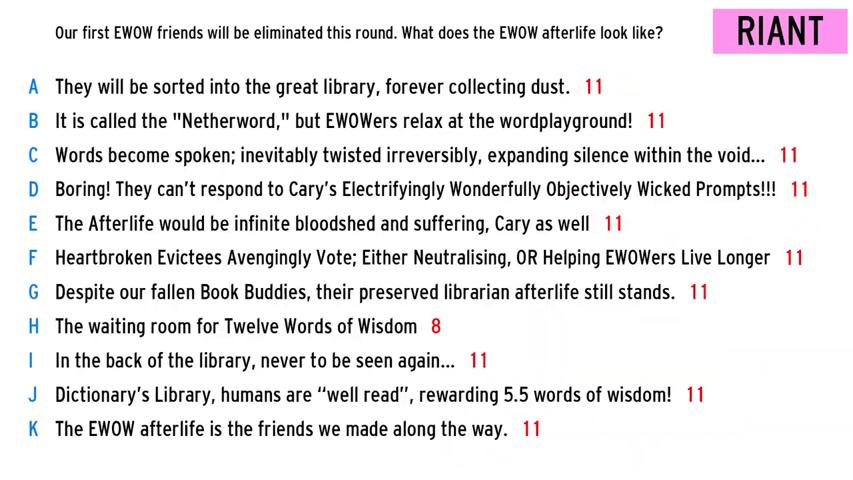 Our first EWOW friends will be eliminated this round. What does the EWOW afterlife look like?
RIANT
A They will be sorted into the great library, forever collecting dust. 11
B It is called the "Netherword," but EWOWers relax at the wordplayground! 11
C Words become spoken; inevitably twisted irreversibly, expanding silence within the void... 11
D Boring! They can't respond to Cary's Electrifyingly Wonderfully Objectively Wicked Prompts!!! 11
E The Afterlife would be infinite bloodshed and suffering, Cary as well 11
F Heartbroken Evictees Avengingly Vote; Either Neutralising, OR Helping EWOWers Live Longer 11
G Despite our fallen Book Buddies, their preserved librarian afterlife still stands. 11
H The waiting room for Twelve Words of Wisdom 8
I In the back of the library, never to be seen again... 11
J Dictionary's Library, humans are “well read”, rewarding 5.5 words of wisdom! 11
K The EWOW afterlife is the friends we made along the way. 11